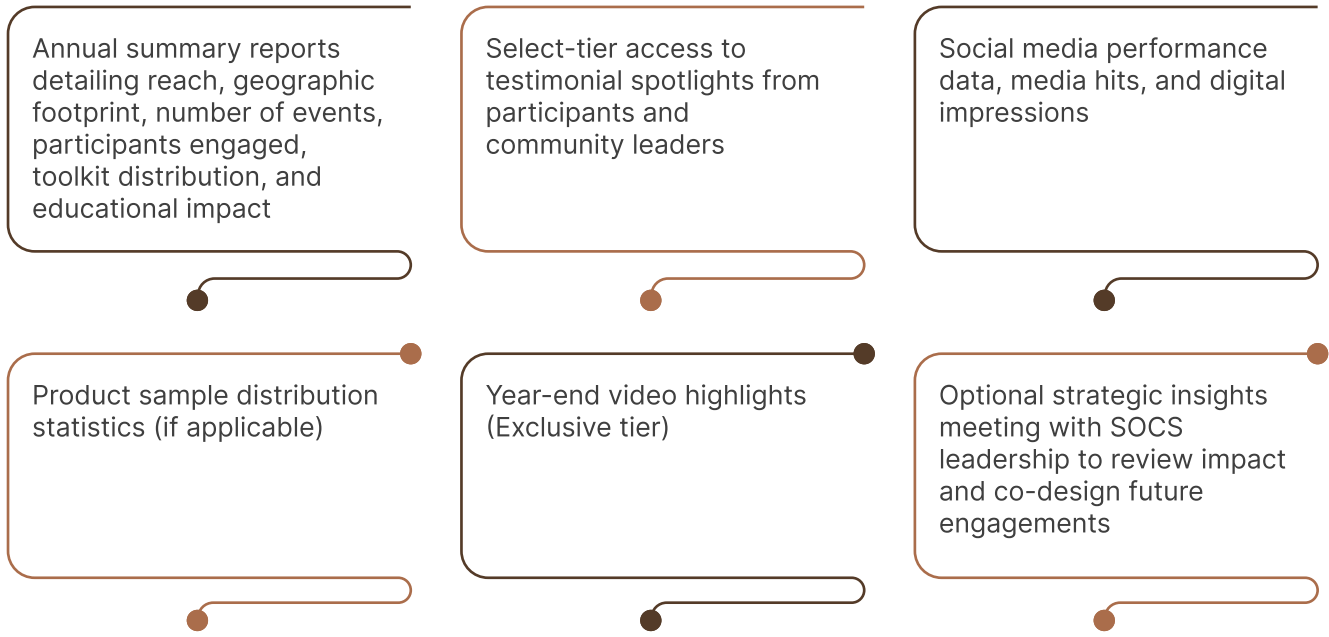 Annual summary reports
detailing reach, geographic
footprint, number of events,
participants engaged,
toolkit distribution, and
educational impact
Select-tier access to
testimonial spotlights from
participants and
community leaders
Social media performance
data, media hits, and digital
impressions
Product sample distribution
statistics (if applicable)
Year-end video highlights
(Exclusive tier)
Optional strategic insights
meeting with SOCS
leadership to review impact
and co-design future
engagements